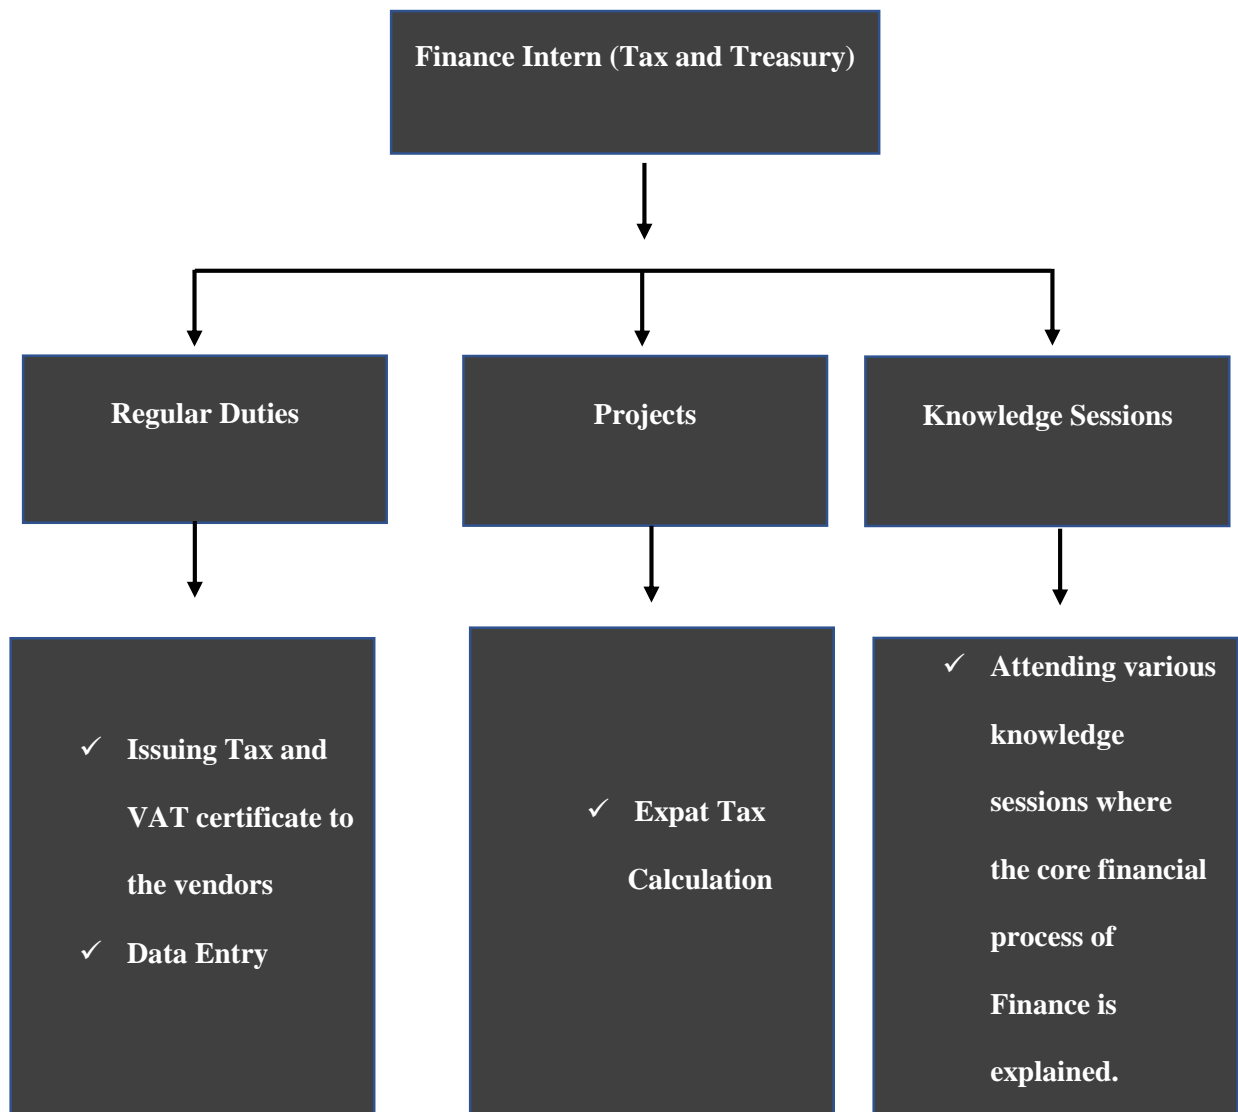 Finance Intern (Tax and Treasury)
Regular Duties
Projects
Knowledge Sessions
✓ Issuing Tax and
VAT certificate to
the vendors
✓ Data Entry
✓ Expat Tax
Calculation
✓ Attending various
knowledge
sessions where
the core financial
process of
Finance is
explained.